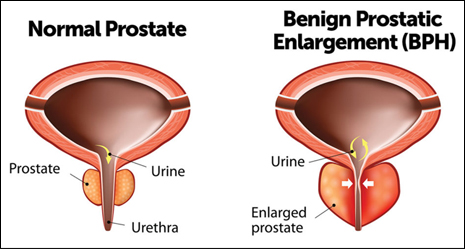 Normal Prostate
Prostate
Urine
Urethra
Benign Prostatic
Enlargement (BPH)
Urine
Enlarged
prostate